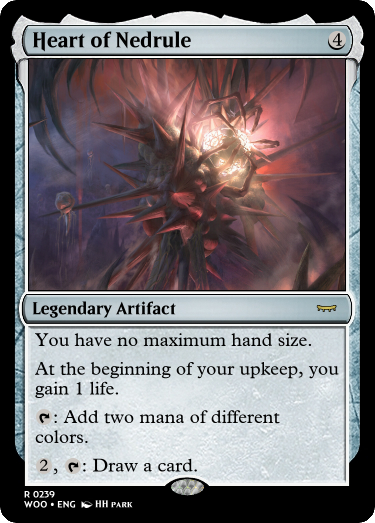 Heart of Nedrule 4
Legendary Artifact
You have no maximum hand size.
At the beginning of your upkeep, you
gain 1 life.
: Add two mana of different
colors.
2, : Draw a card.
R 0239
WOO • ENG HH PARK